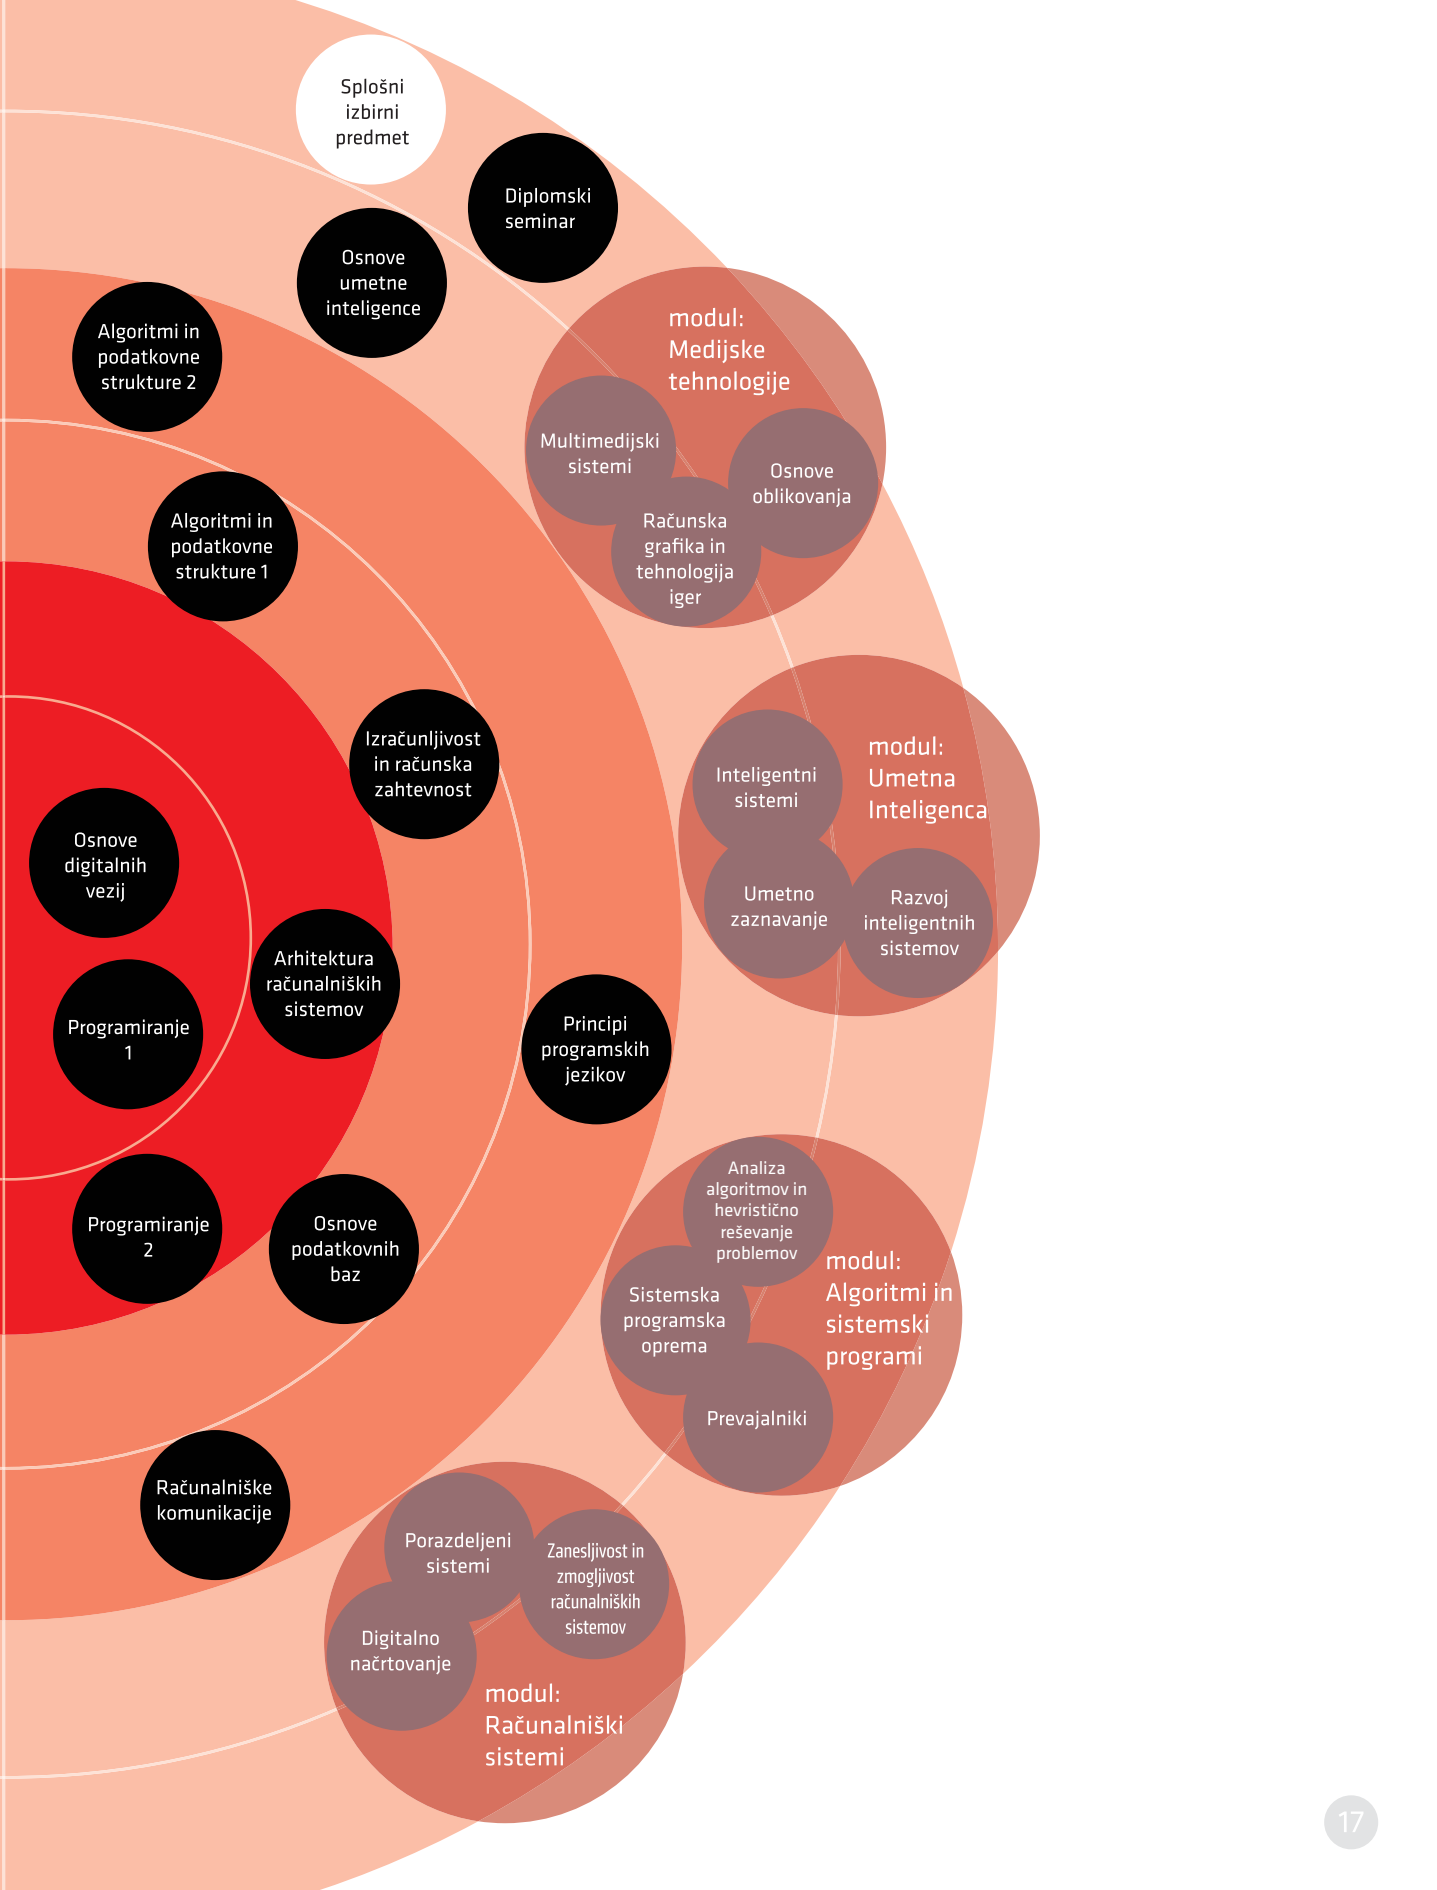 Splošni
izbirni
predmet
Diplomski
seminar
Osnove
umetne
inteligence
Algoritmi in
podatkovne
strukture 2
modul:
Medijske
tehnologije
Multimedijski
sistemi
Osnove
oblikovanja
Računska
grafika in
tehnologija
iger
Algoritmi in
podatkovne
strukture 1
Izračunljivost
in računska
zahtevnost
modul:
Umetna
Inteligenca
Inteligentni
sistemi
Umetno
zaznavanje
Razvoj
inteligentnih
sistemov
Osnove
digitalnih
vezij
Arhitektura
računalniških
sistemov
Programiranje
1
Principi
programskih
jezikov
Programiranje
2
Osnove
podatkovnih
baz
Analiza
algoritmov in
hevristično
reševanje
problemov
modul:
Algoritmi in
sistemski
programi
Sistemska
programska
oprema
Prevajalniki
Računalniške
komunikacije
Porazdeljeni
sistemi
Zanesljivost in
zmogljivost
računalniških
sistemov
Digitalno
načrtovanje
modul:
Računalniški
sistemi
17